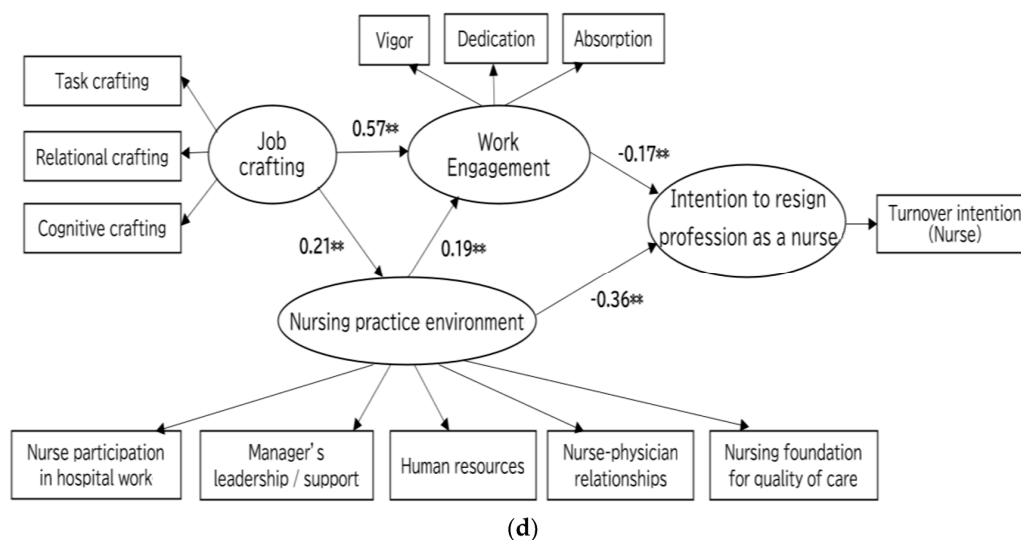 Vigor
Dedication
Absorption
Task crafting
Relational crafting
Cognitive crafting
Job
crafting
0.57**
Work
Engagement
-0.17**
Intention to resign
profession as a nurse
Turnover intention
(Nurse)
0.21**
0.19**
-0.36**
Nursing practice environment
Nurse participation
in hospital work
Manager's
leadership / support
Human resources
Nurse-physician
relationships
Nursing foundation
for quality of care
(d)